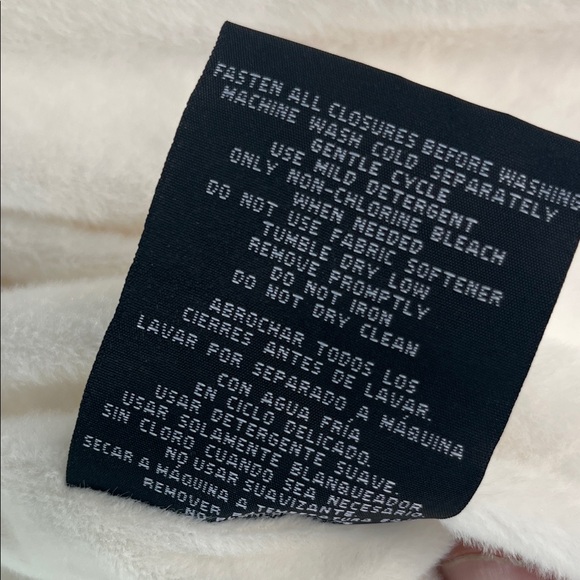 FASTEN ALL CLOSURES BEFORE WASHING
MACHINE WASH COLD SEPARATELY
GENTLE CYCLE
USE MILD DETERGENT
ONLY NON-CHLORINE BLEACH
WHEN NEEDED
DO NOT USE FABRIC SOFTENER
TUMBLE DRY LOW
REMOVE PROMPTLY
DO NOT IRON
DO NOT DRY CLEAN
ABROCHAR TODOS LOS
CIERRES ANTES DE LAVAR.
LAVAR POR SEPARADO A MAQUINA
CON AGUA FRÍA
EN CICLO DELICADO.
USAR DETERGENTE SUAVE.
USAR SOLAMENTE BLANQUEADOR
SIN CLORO CUANDO SEA NECESARIO
NO USAR SUAVIZANTE
SECAR A MÁQUINA A
REMOVER
NO